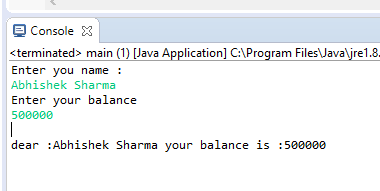 Console
<terminated> main (1) [Java Application] C:\Program Files\Java\jre1.8.
Enter you name :
Abhishek Sharma
Enter your balance
500000
dear :Abhishek Sharma your balance is :500000